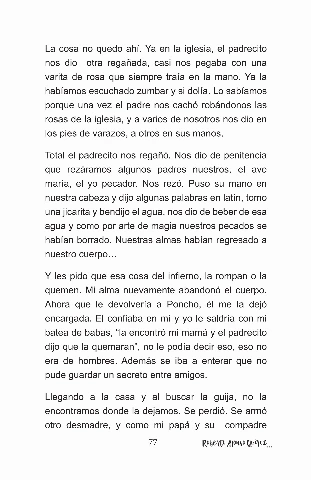 La cosa no quedo ahí. Ya en la iglesia, el padrecito
nos dio otra regañada, casi nos pegaba con una
varita de rosa que siempre traía en la mano. Ya la
habíamos escuchado zumbar y si dolía. Lo sabíamos
porque una vez el padre nos cachó robándonos las
rosas de la iglesia, y a varios de nosotros nos dio en
los pies de varazos, a otros en sus manos.
Total el padrecito nos regañó. Nos dio de penitencia
que rezáramos algunos padres nuestros, el ave
maría, el yo pecador. Nos rezó. Puso su mano en
nuestra cabeza y dijo algunas palabras en latín, tomo
una jicarita y bendijo el agua, nos dio de beber de esa
agua y como por arte de magia nuestros pecados se
habían borrado. Nuestras almas habían regresado a
nuestro cuerpo…
Y les pido que esa cosa del infierno, la rompan o la
quemen. Mi alma nuevamente abandonó el cuerpo.
Ahora que le devolvería a Poncho, él me la dejó
encargada. Él confiaba en mí y yo le saldría con mi
batea de babas, “la encontró mi mamá y el padrecito
dijo que la quemaran”, no le podía decir eso, eso no
era de hombres. Además se iba a enterar que no
pude guardar un secreto entre amigos.
Llegando a la casa y al buscar la guija, no la
encontramos donde la dejamos. Se perdió. Se armó
otro desmadre, y como mi papá y su compadre
77